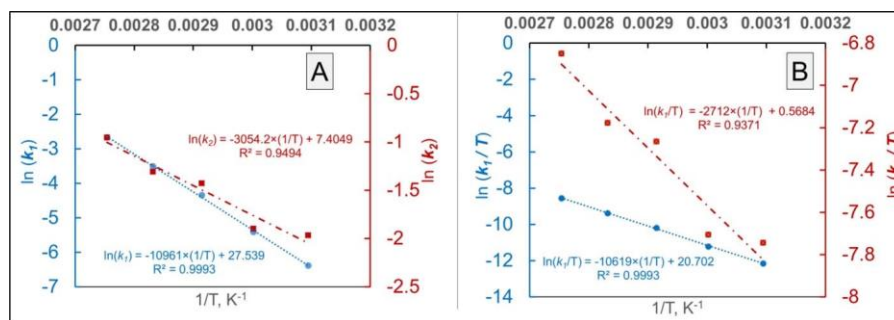 0.0027 0.0028 0.0029 0.003 0.0031 0.0032
A
0
-1
-2
-3
-4
-5
-6
-7
ln (k₁)
0
-0.5
-1
-1.5
-2
-2.5
ln (k₂)
ln(k₂) = -3054.2×(1/T) + 7.4049
R² = 0.9494
ln(k₁) = -10961×(1/T) + 27.539
R² = 0.9993
1/T, K⁻¹
0.0027 0.0028 0.0029 0.003 0.0031 0.0032
B
0
-2
-4
-6
-8
-10
-12
-14
ln (k₁ / T)
-6.8
-7
-7.2
-7.4
-7.6
-7.8
-8
ln(k₁/T) = -2712×(1/T) + 0.5684
R² = 0.9371
ln(k₁/T) = -10619×(1/T) + 20.702
R² = 0.9993
1/T, K⁻¹